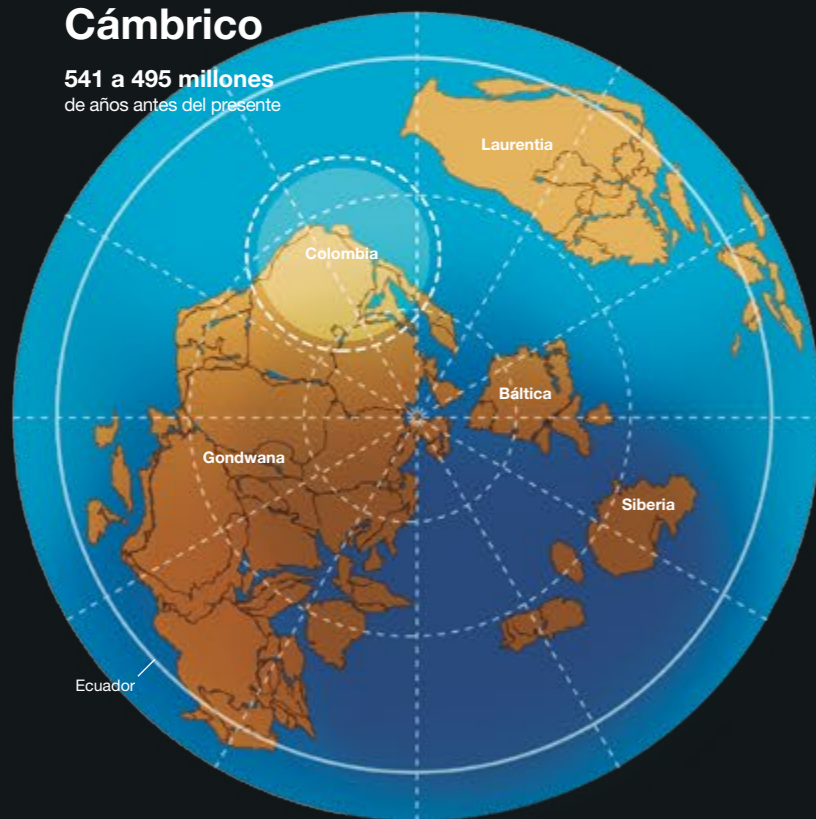 Cámbrico
541 a 495 millones
de años antes del presente
Laurentia
Colombia
Báltica
Gondwana
Siberia
Ecuador